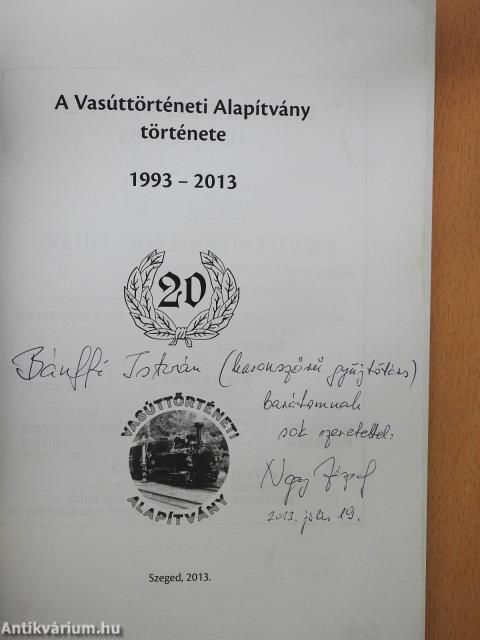 A Vasúttörténeti Alapítvány
története
1993 – 2013
20
Bánffi István (hasonszőrű gyűjtőtárs)
barátomnak
sok szeretettel:
Nagy József
2013. július 19.
VASÚTTÖRTÉNETI
ALAPÍTVÁNY
Szeged, 2013.
Antikvárium.hu